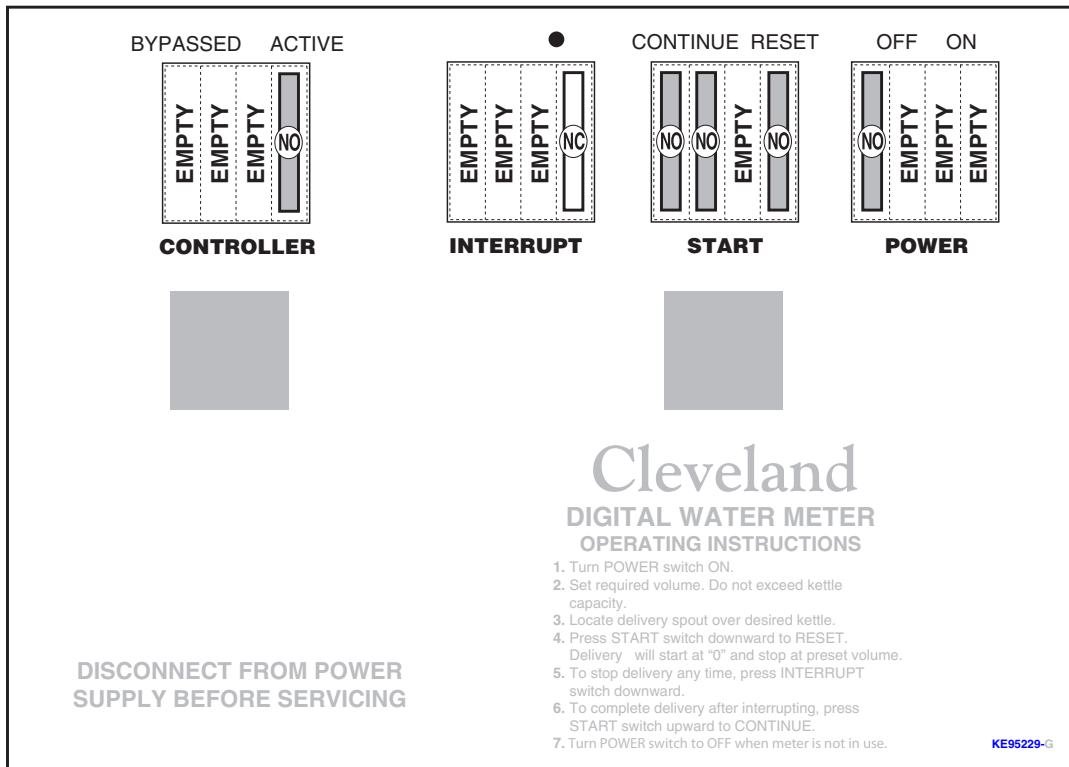 BYPASSED ACTIVE ● CONTINUE RESET OFF ON
EMPTY EMPTY EMPTY NO
EMPTY EMPTY EMPTY NC
NO NO EMPTY NO
NO EMPTY EMPTY EMPTY
CONTROLLER INTERRUPT START POWER
Cleveland
DIGITAL WATER METER
OPERATING INSTRUCTIONS
1. Turn POWER switch ON.
2. Set required volume. Do not exceed kettle
capacity.
3. Locate delivery spout over desired kettle.
4. Press START switch downward to RESET.
Delivery will start at “0” and stop at preset volume.
5. To stop delivery any time, press INTERRUPT
switch downward.
6. To complete delivery after interrupting, press
START switch upward to CONTINUE.
7. Turn POWER switch to OFF when meter is not in use.
DISCONNECT FROM POWER
SUPPLY BEFORE SERVICING
KE95229-G